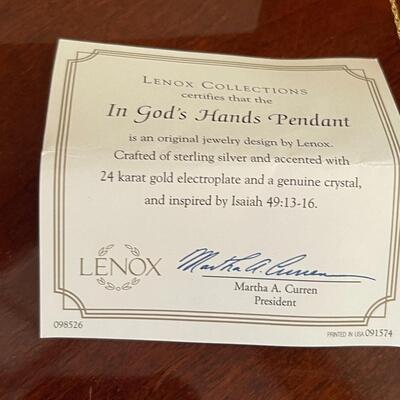 LENOX COLLECTIONS
certifies that the
In God's Hands Pendant
is an original jewelry design by Lenox.
Crafted of sterling silver and accented with
24 karat gold electroplate and a genuine crystal,
and inspired by Isaiah 49:13-16.
LENOX
Martha A. Curren
Martha A. Curren
President
098526
PRINTED IN USA 091574